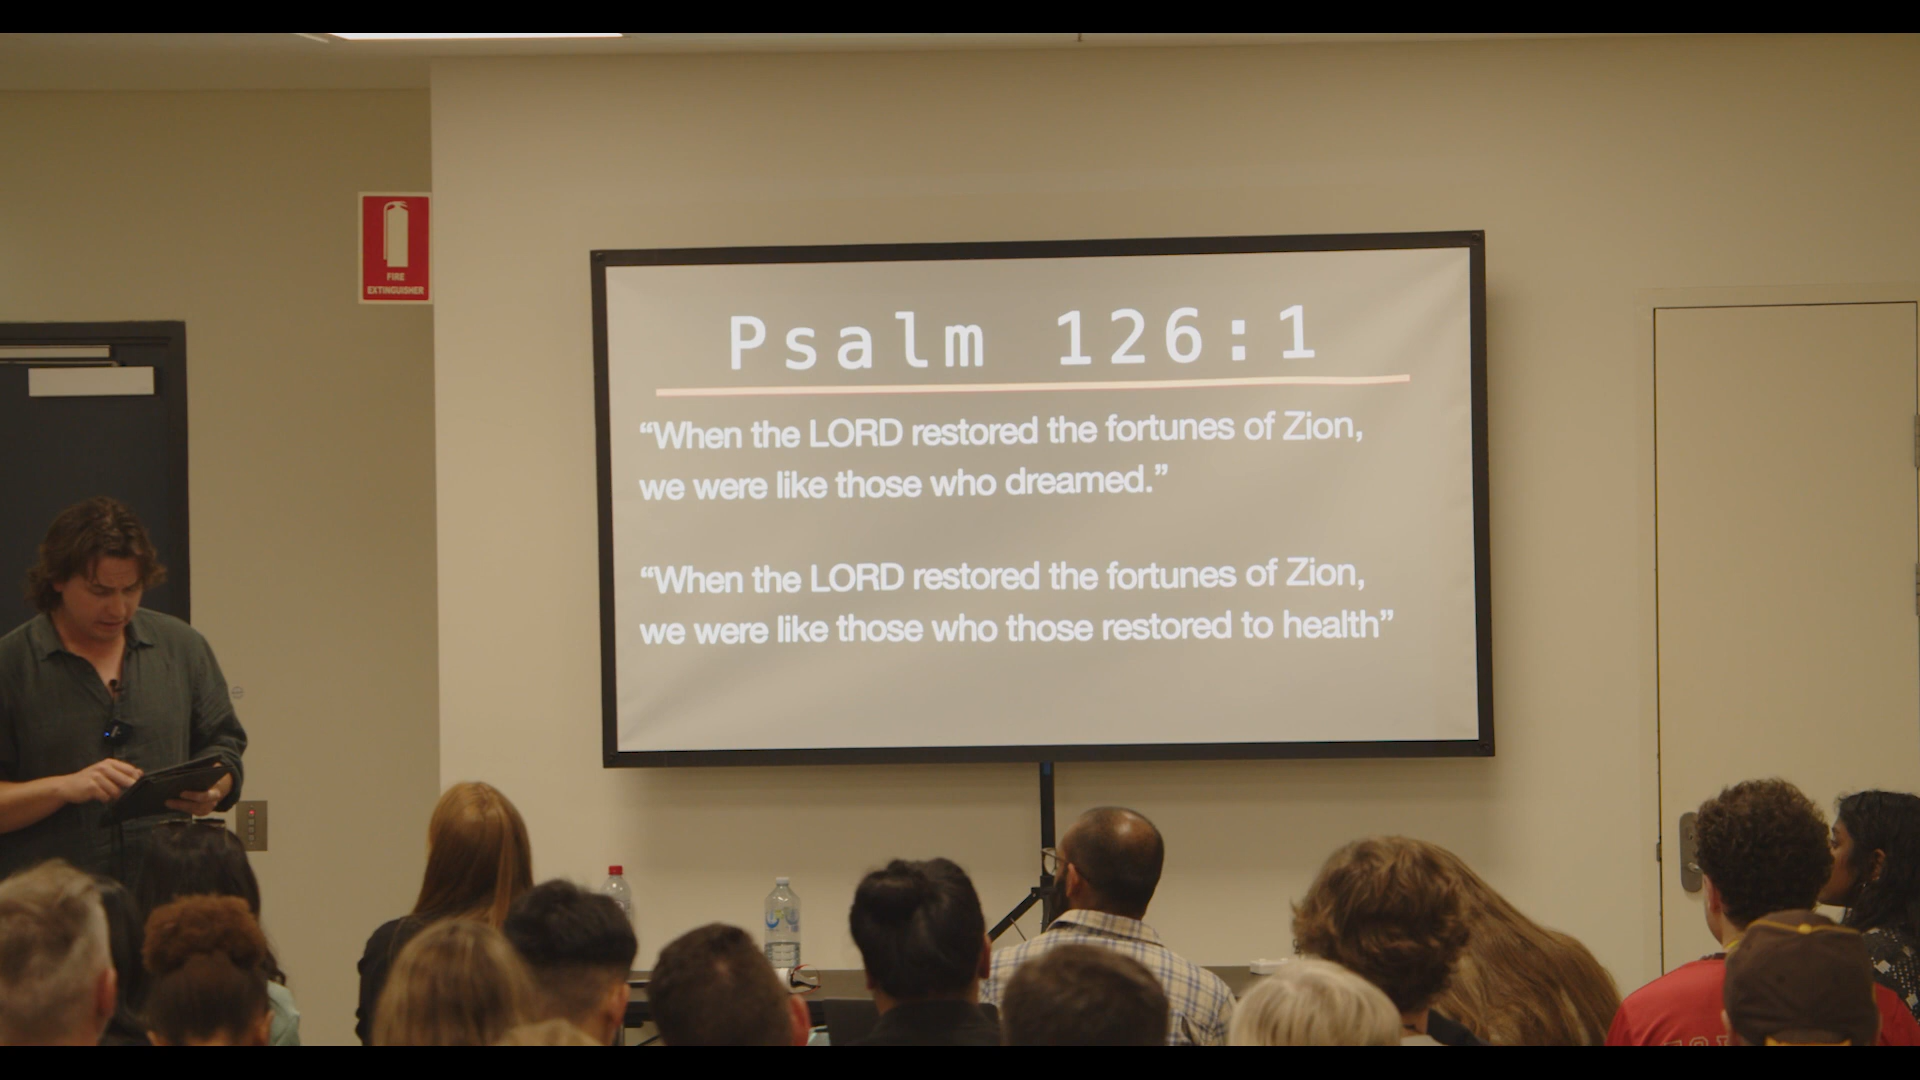 FIRE
EXTINGUISHER
Psalm 126:1
“When the LORD restored the fortunes of Zion,
we were like those who dreamed.”
“When the LORD restored the fortunes of Zion,
we were like those who those restored to health”